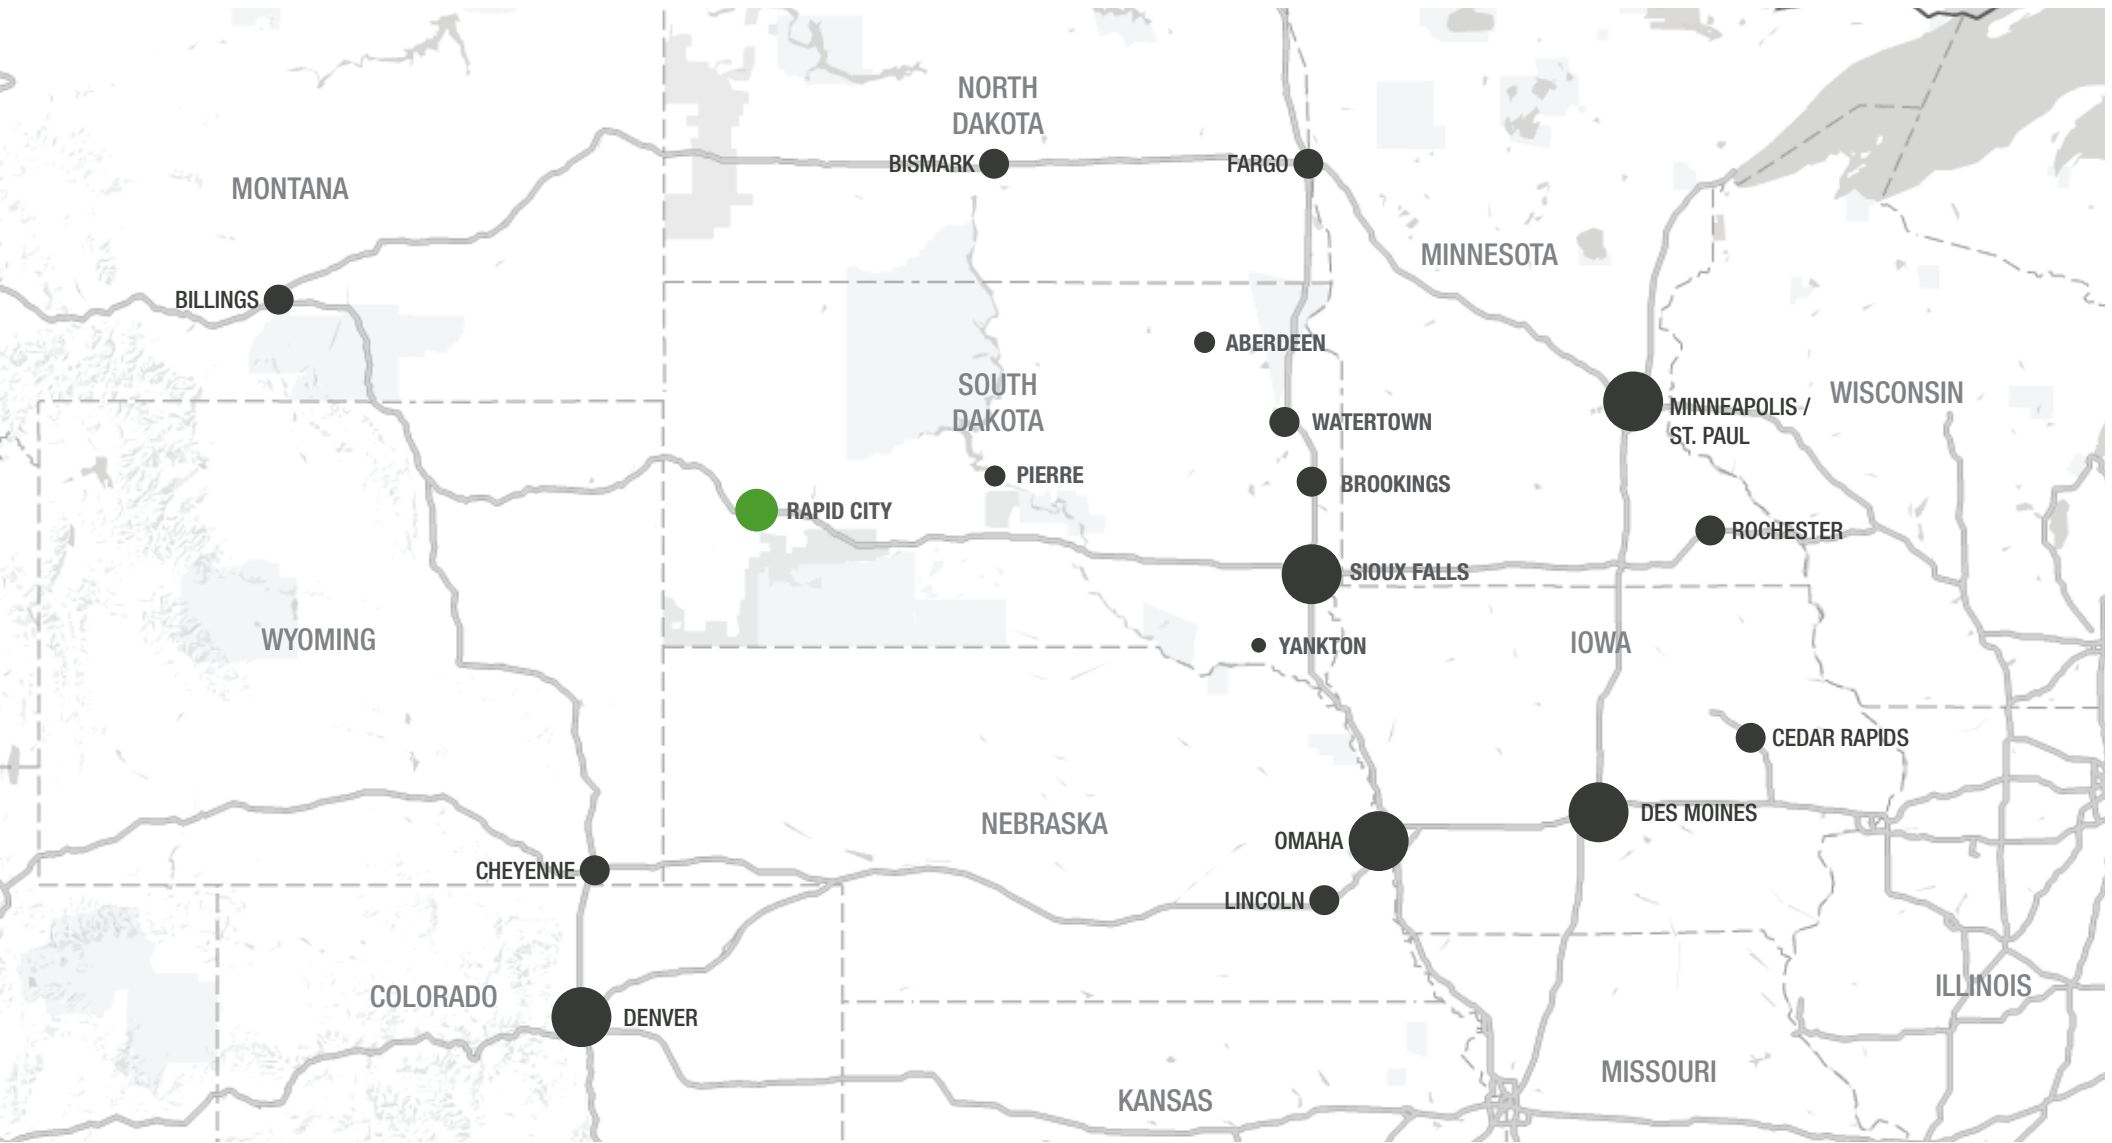 NORTH
DAKOTA
BISMARK
FARGO
MONTANA
MINNESOTA
BILLINGS
ABERDEEN
SOUTH
DAKOTA
WISCONSIN
MINNEAPOLIS /
ST. PAUL
WATERTOWN
PIERRE
BROOKINGS
RAPID CITY
ROCHESTER
SIOUX FALLS
WYOMING
YANKTON
IOWA
CEDAR RAPIDS
NEBRASKA
DES MOINES
OMAHA
CHEYENNE
LINCOLN
COLORADO
ILLINOIS
DENVER
MISSOURI
KANSAS